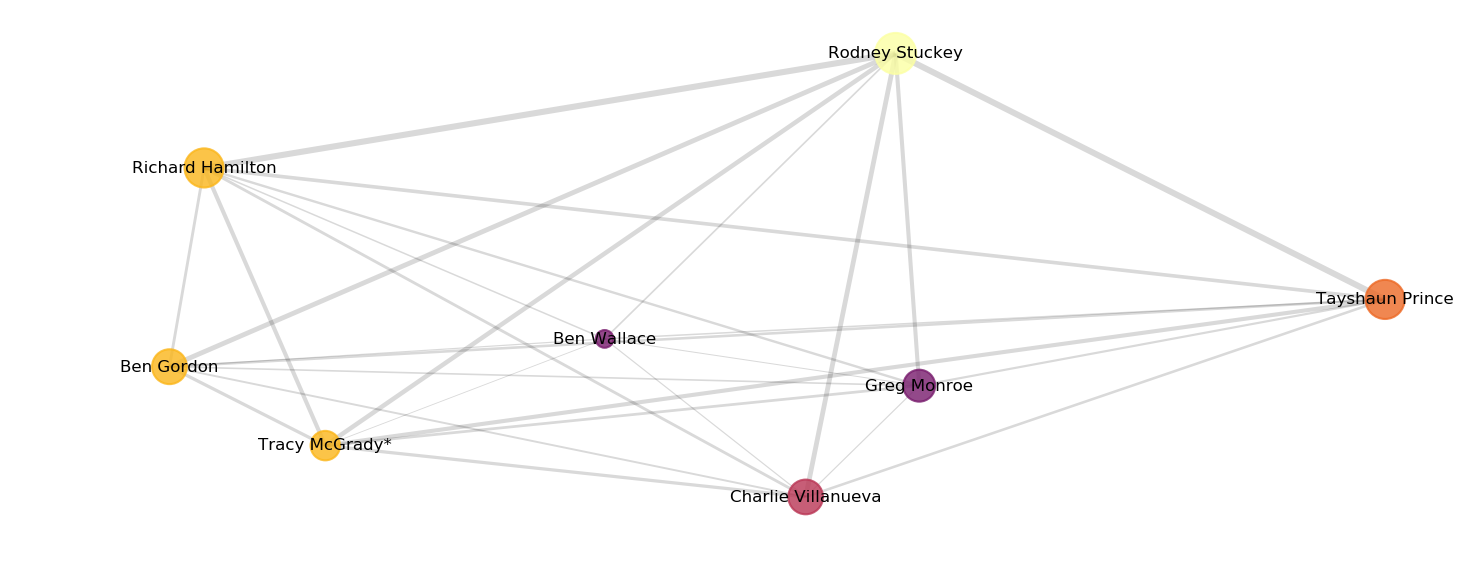 Rodney Stuckey
Richard Hamilton
Tayshaun Prince
Ben Wallace
Ben Gordon
Greg Monroe
Tracy McGrady*
Charlie Villanueva